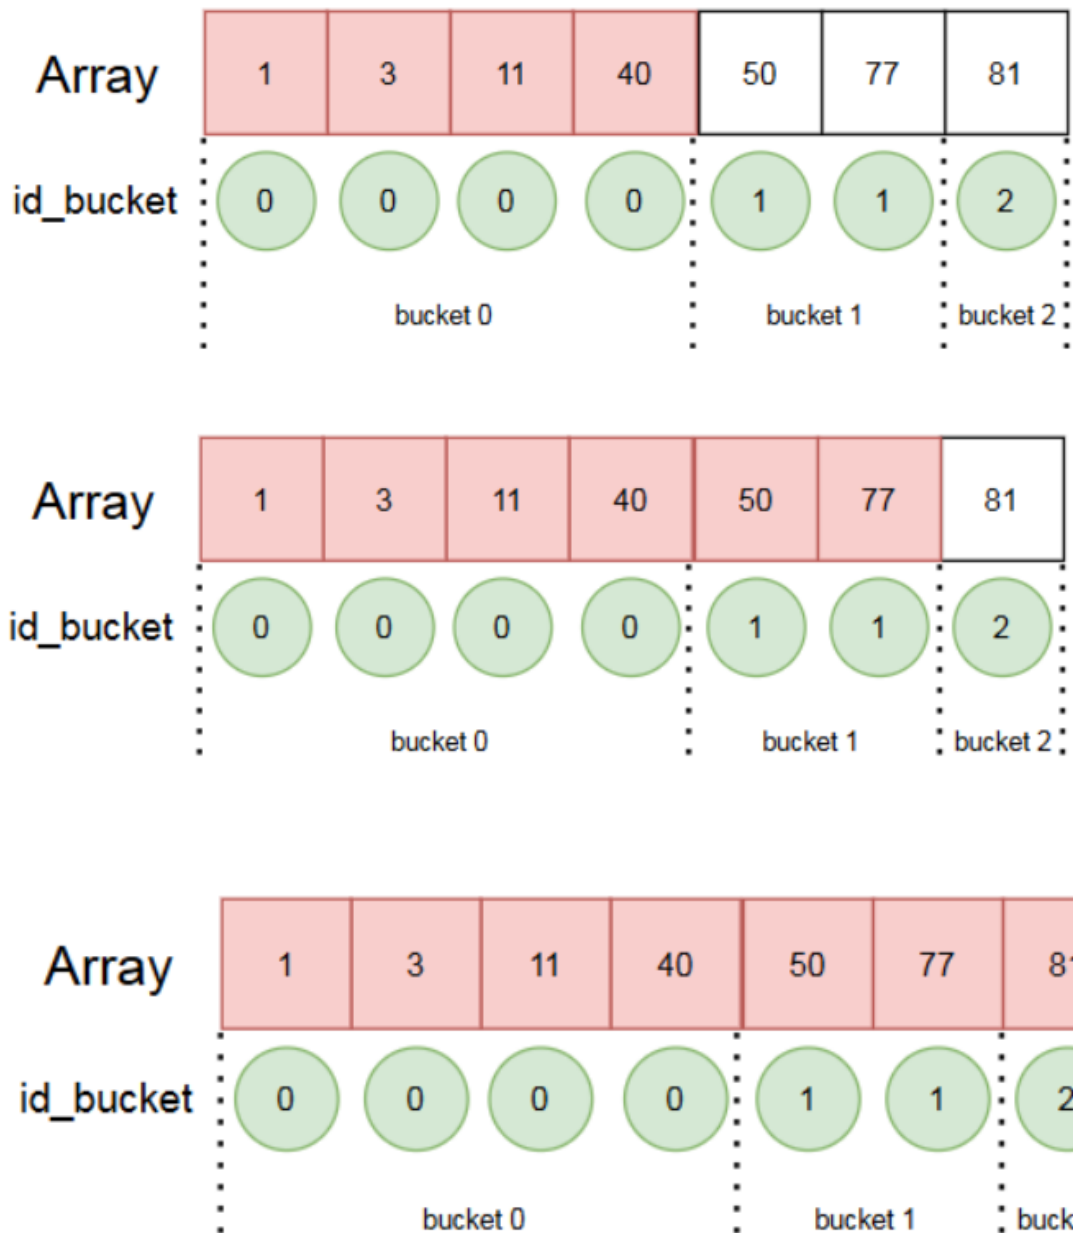 Array 1 3 11 40 50 77 81
id_bucket 0 0 0 0 1 1 2
bucket 0 bucket 1 bucket 2
Array 1 3 11 40 50 77 81
id_bucket 0 0 0 0 1 1 2
bucket 0 bucket 1 bucket 2
Array 1 3 11 40 50 77
id_bucket 0 0 0 0 1 1 2
bucket 0 bucket 1